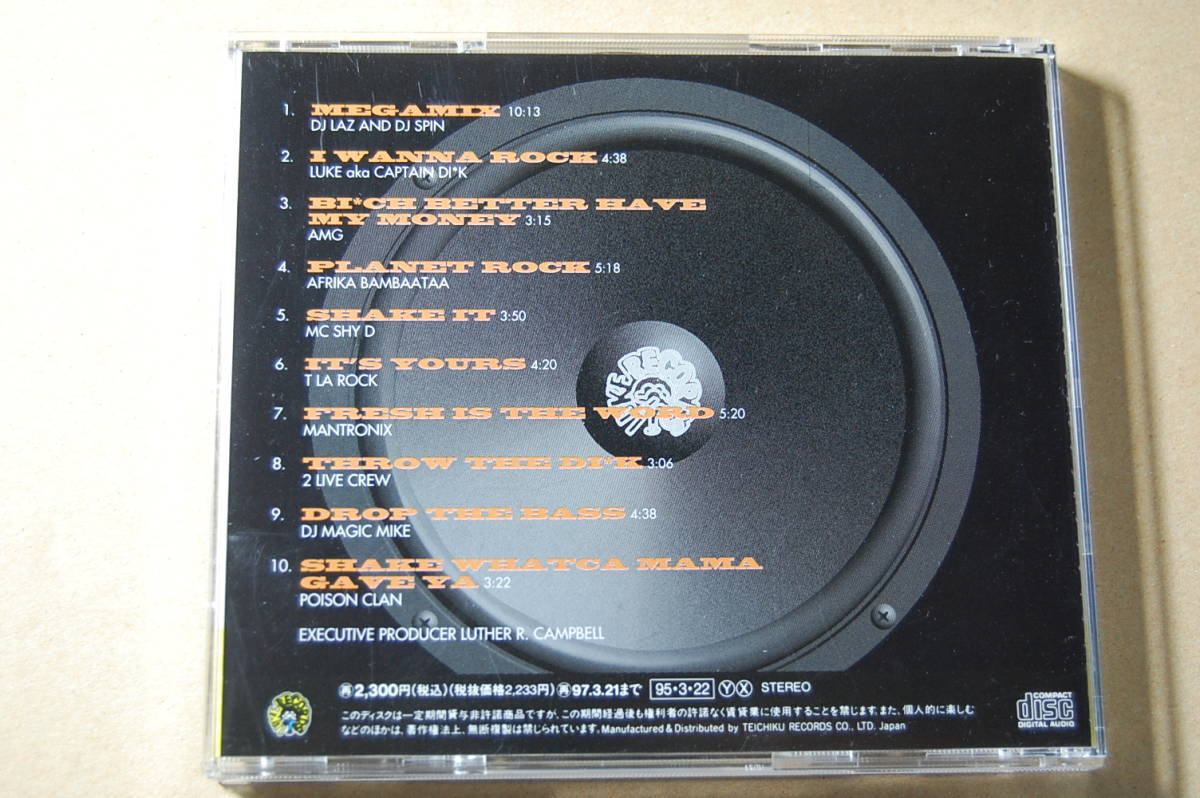 1. MEGAMIX 10:13
DJ LAZ AND DJ SPIN
2. I WANNA ROCK 4:38
LUKE aka CAPTAIN DI*K
3. BI*CH BETTER HAVE
MY MONEY 3:15
AMG
4. PLANET ROCK 5:18
AFRIKA BAMBAATAA
5. SHAKE IT 3:50
MC SHY D
6. IT'S YOURS 4:20
T LA ROCK
7. FRESH IS THE WORD 5:20
MANTRONIX
8. THROW THE DI*K 3:06
2 LIVE CREW
9. DROP THE BASS 4:38
DJ MAGIC MIKE
10. SHAKE WHATCA MAMA
GAVE YA 3:22
POISON CLAN
EXECUTIVE PRODUCER LUTHER R. CAMPBELL
再2,300円(税込)(税抜価格2,233円)再97.3.21まで 95・3・22 Ⓨ Ⓧ STEREO
このディスクは一定期間貸与非許諾商品ですが、この期間経過後も権利者の許諾なく賃貸業に使用することを禁じます。また、個人的に楽しむ
などのほかは、著作権法上、無断複製は禁じられています。Manufactured & Distributed by TEICHIKU RECORDS CO., LTD. Japan
COMPACT
disc
DIGITAL AUDIO